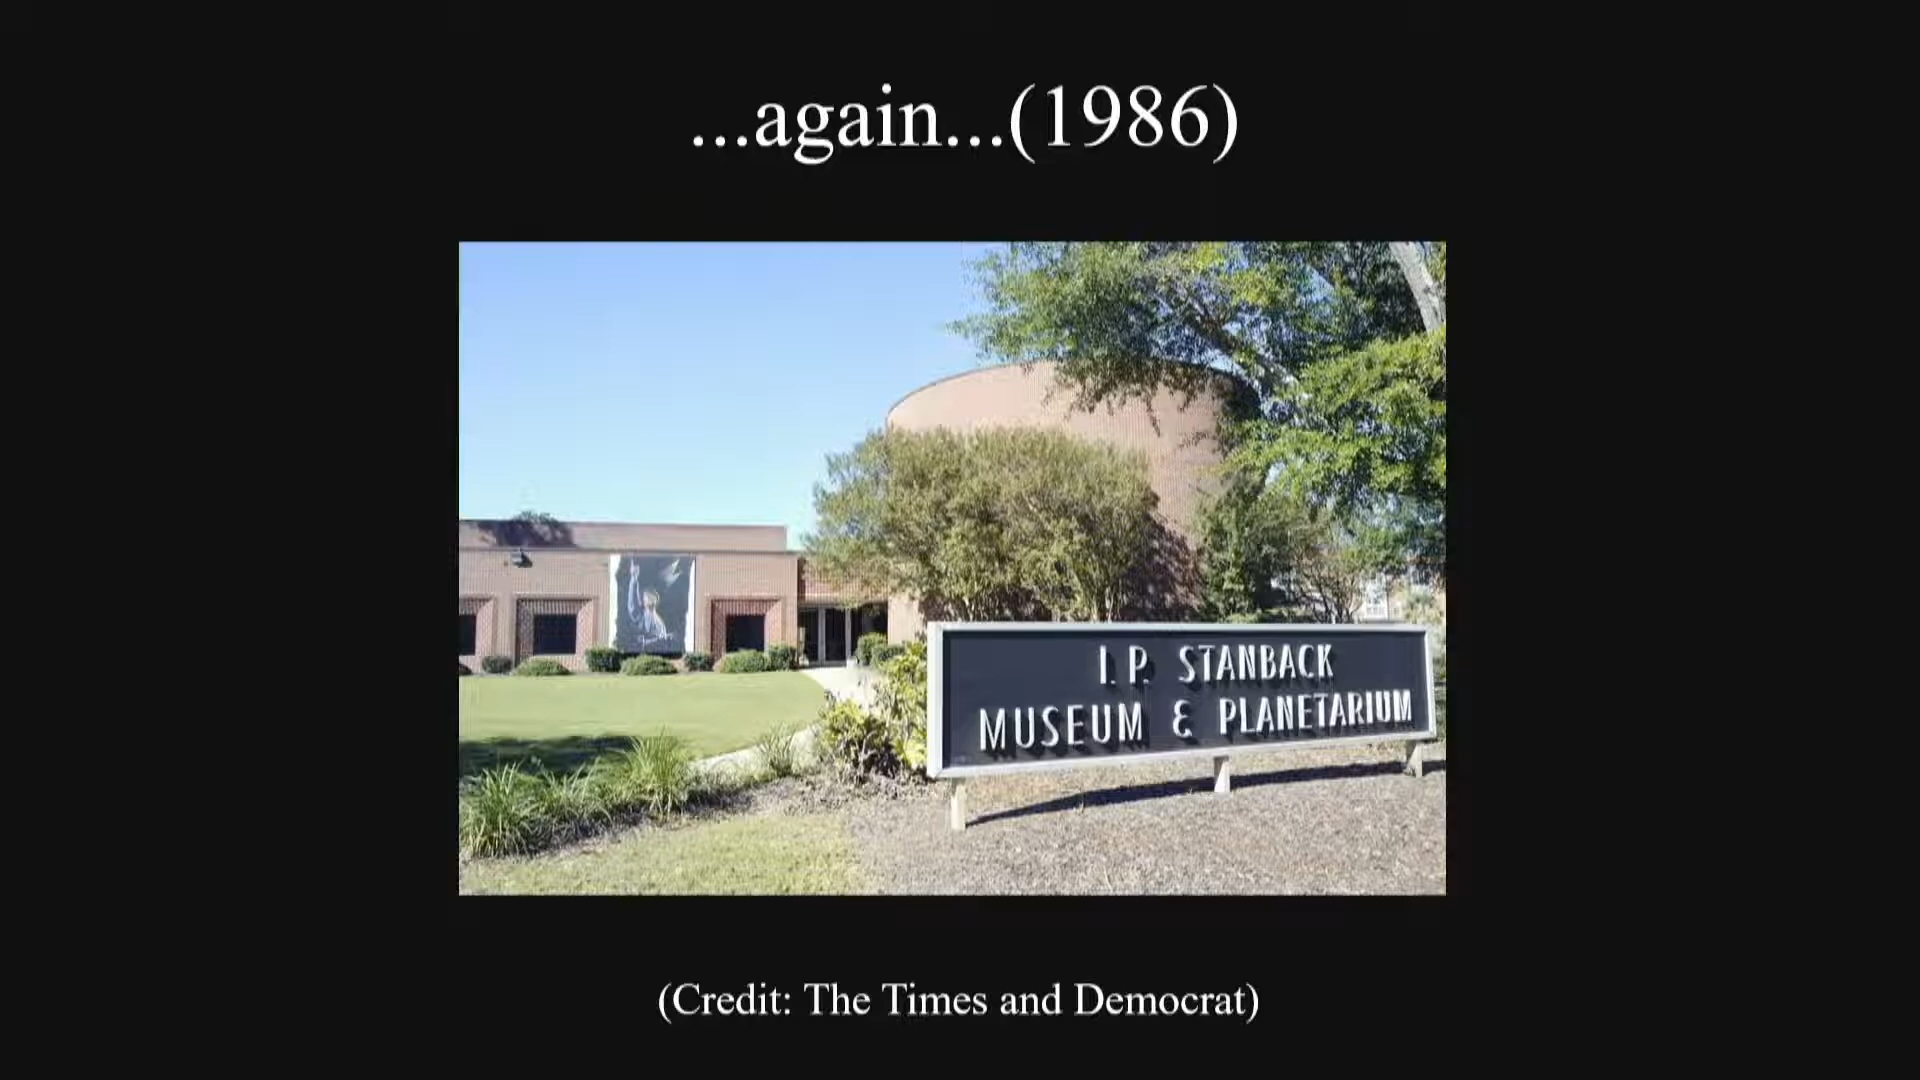 ...again...(1986)
I. P. STANBACK
MUSEUM & PLANETARIUM
(Credit: The Times and Democrat)